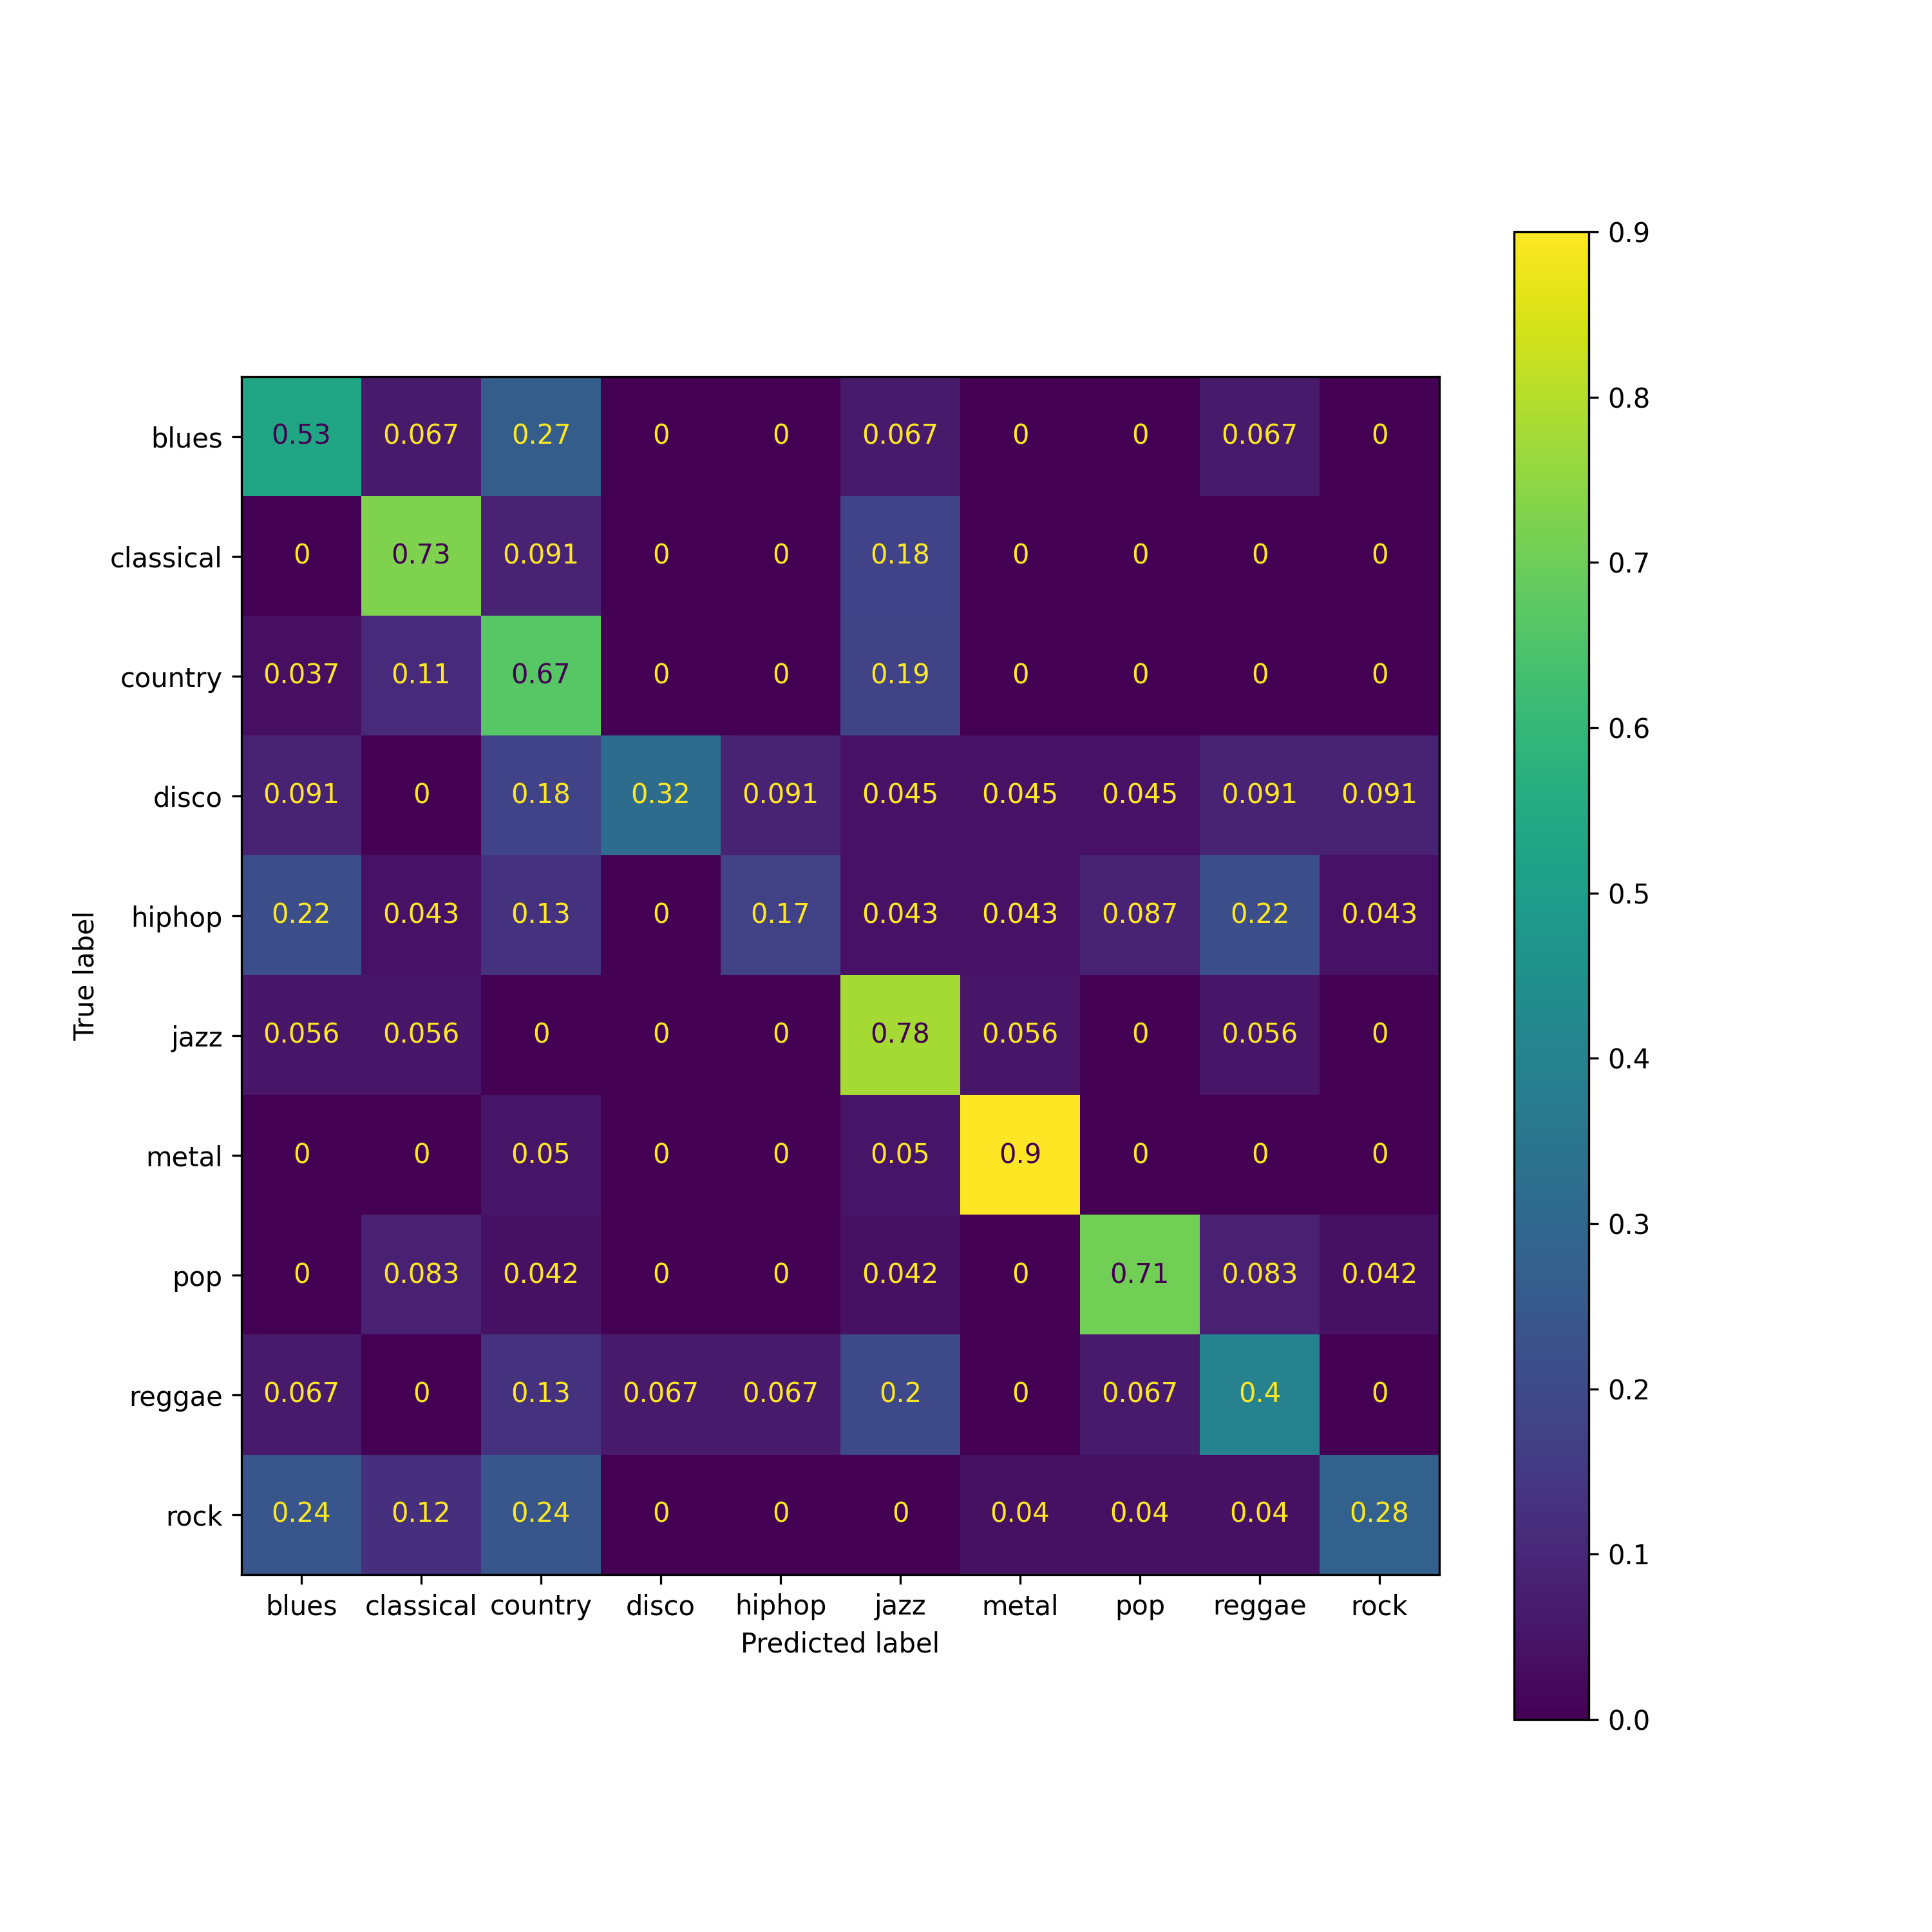 0.9
0.8
0.7
0.6
0.5
0.4
0.3
0.2
0.1
0.0
True label
blues 0.53 0.067 0.27 0 0 0.067 0 0 0.067 0
classical 0 0.73 0.091 0 0 0.18 0 0 0 0
country 0.037 0.11 0.67 0 0 0.19 0 0 0 0
disco 0.091 0 0.18 0.32 0.091 0.045 0.045 0.045 0.091 0.091
hiphop 0.22 0.043 0.13 0 0.17 0.043 0.043 0.087 0.22 0.043
jazz 0.056 0.056 0 0 0 0.78 0.056 0 0.056 0
metal 0 0 0.05 0 0 0.05 0.9 0 0 0
pop 0 0.083 0.042 0 0 0.042 0 0.71 0.083 0.042
reggae 0.067 0 0.13 0.067 0.067 0.2 0 0.067 0.4 0
rock 0.24 0.12 0.24 0 0 0 0.04 0.04 0.04 0.28
blues classical country disco hiphop jazz metal pop reggae rock
Predicted label